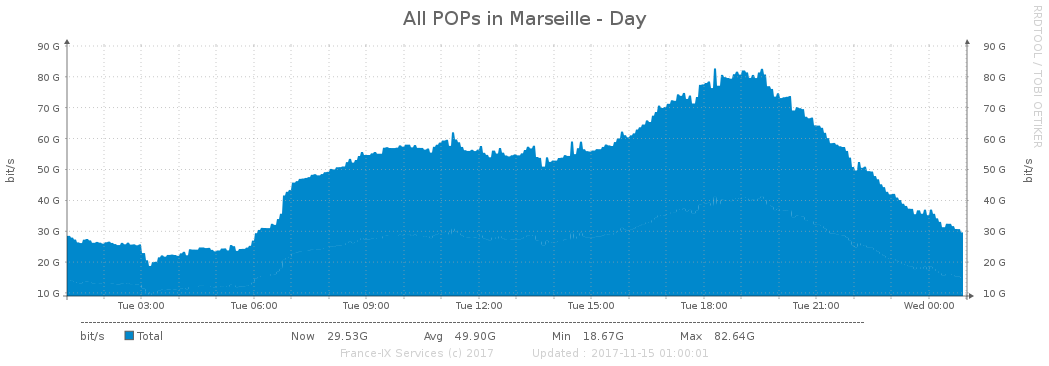 All POPs in Marseille - Day
RRDTOOL / TOBI OETIKER
90 G 90 G
80 G 80 G
70 G 70 G
60 G 60 G
50 G 50 G
40 G 40 G
30 G 30 G
20 G 20 G
10 G 10 G
bit/s bit/s
Tue 03:00 Tue 06:00 Tue 09:00 Tue 12:00 Tue 15:00 Tue 18:00 Tue 21:00 Wed 00:00
bit/s Total Now 29.53G Avg 49.90G Min 18.67G Max 82.64G
France-IX Services (c) 2017 Updated : 2017-11-15 01:00:01